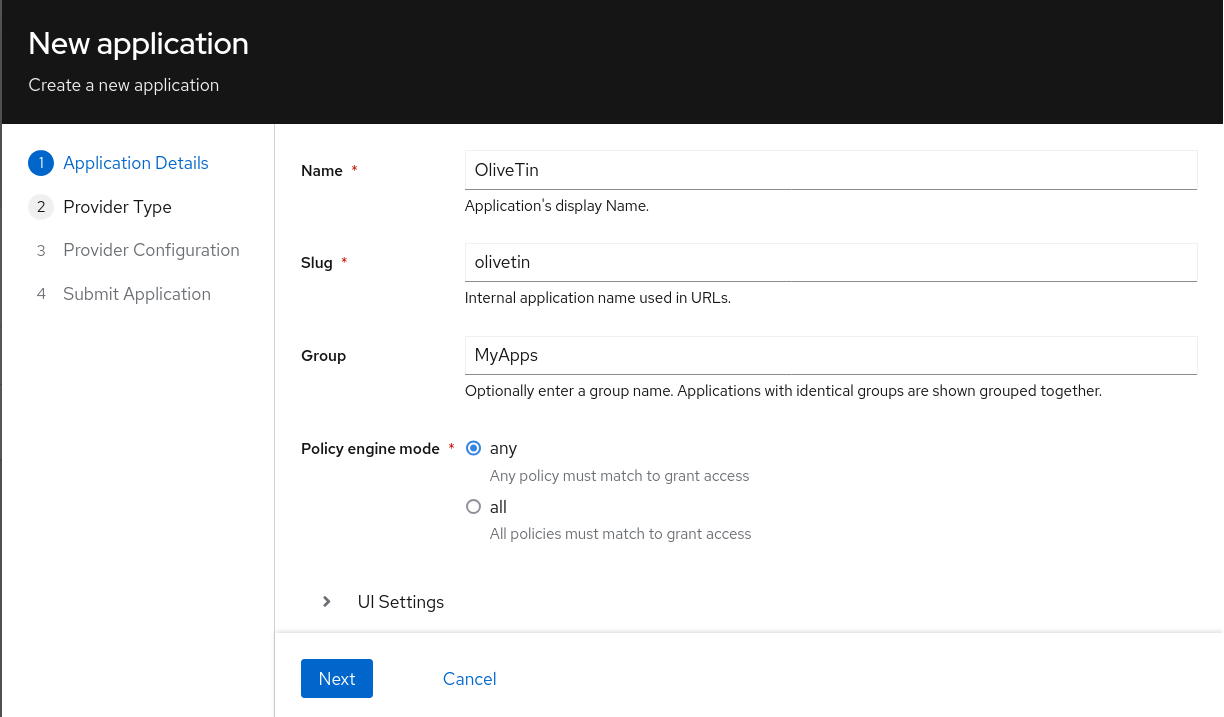 New application
Create a new application
1 Application Details
2 Provider Type
3 Provider Configuration
4 Submit Application
Name *
OliveTin
Application's display Name.
Slug *
olivetin
Internal application name used in URLs.
Group
MyApps
Optionally enter a group name. Applications with identical groups are shown grouped together.
Policy engine mode *
any
Any policy must match to grant access
all
All policies must match to grant access
UI Settings
Next
Cancel